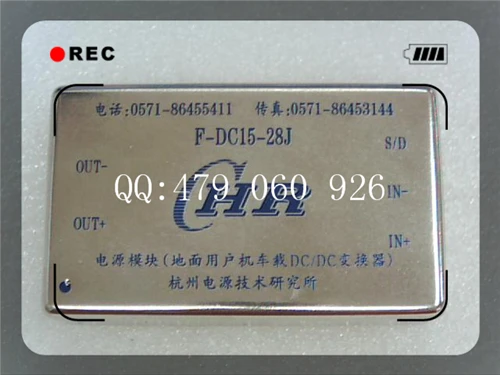 REC
电话:0571-86455411 传真:0571-86453144
F-DC15-28J
S/D
OUT-
QQ:479 060 926
CHR
IN-
OUT+
IN+
电源模块(地面用户机车载DC/DC变换器)
杭州电源技术研究所